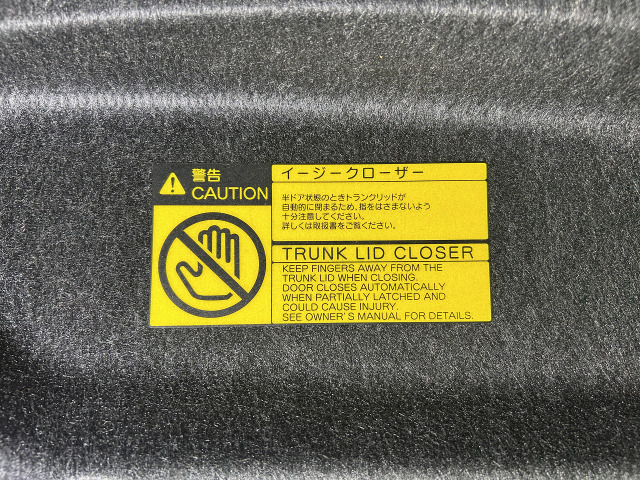 警告
CAUTION
イージークローザー
半ドア状態のときトランクリッドが
自動的に閉まるため、指をはさまないよう
十分注意してください。
詳しくは取扱書をご覧ください。
TRUNK LID CLOSER
KEEP FINGERS AWAY FROM THE
TRUNK LID WHEN CLOSING.
DOOR CLOSES AUTOMATICALLY
WHEN PARTIALLY LATCHED AND
COULD CAUSE INJURY.
SEE OWNER'S MANUAL FOR DETAILS.